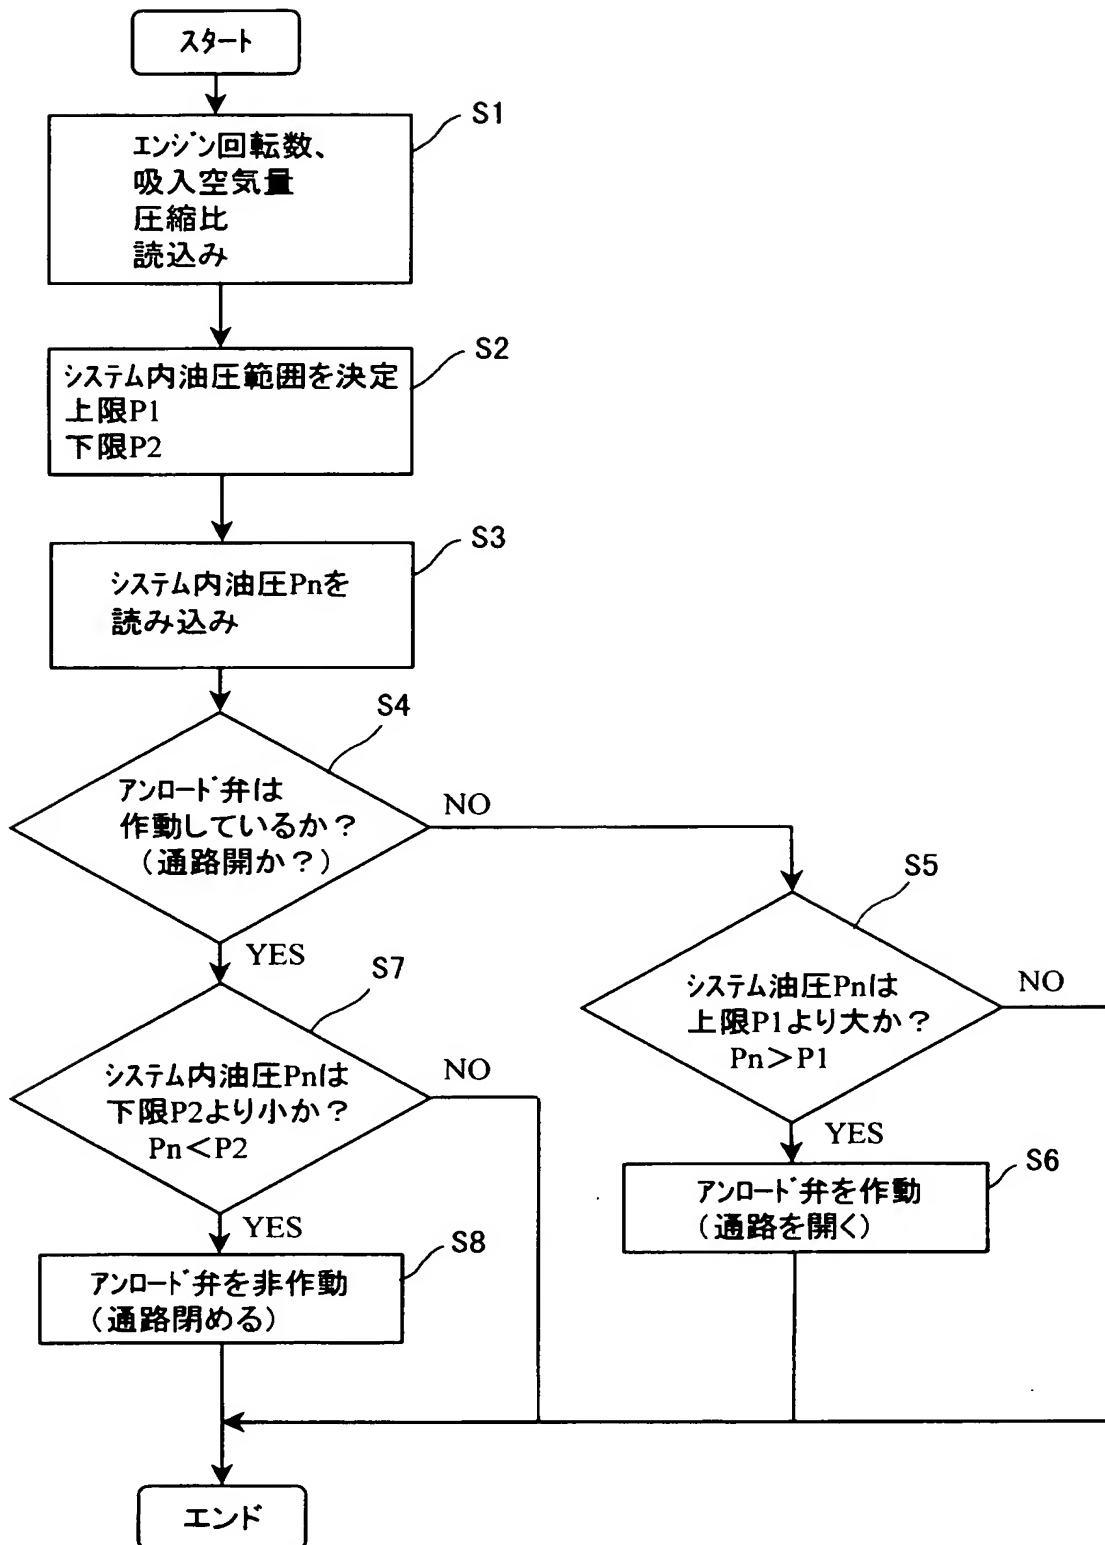 スタート
S1
エンジン回転数、
吸入空気量
圧縮比
読込み
S2
システム内油圧範囲を決定
上限P1
下限P2
S3
システム内油圧Pnを
読み込み
S4
アンロード弁は
作動しているか？
（通路開か？）
NO
YES
S5
システム油圧Pnは
上限P1より大か？
Pn＞P1
NO
YES
S6
アンロード弁を作動
（通路を開く）
S7
システム内油圧Pnは
下限P2より小か？
Pn＜P2
NO
YES
S8
アンロード弁を非作動
（通路閉める）
エンド